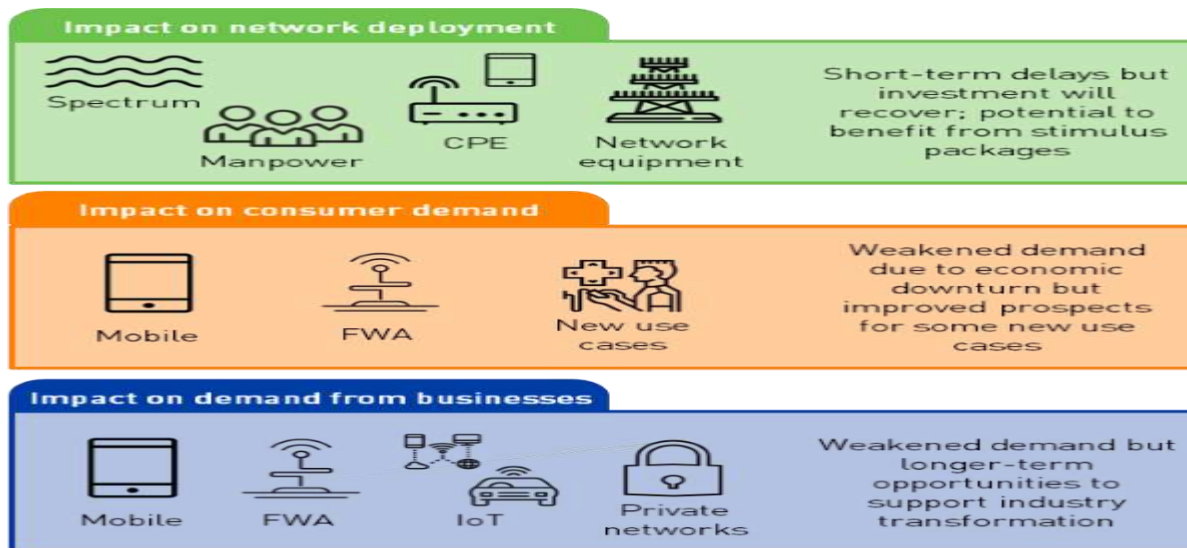 Impact on network deployment
Spectrum
Manpower
CPE
Network
equipment
Short-term delays but
investment will
recover; potential to
benefit from stimulus
packages
Impact on consumer demand
Mobile
FWA
New use
cases
Weakened demand
due to economic
downturn but
improved prospects
for some new use
cases
Impact on demand from businesses
Mobile
FWA
IoT
Private
networks
Weakened demand but
longer-term
opportunities to
support industry
transformation